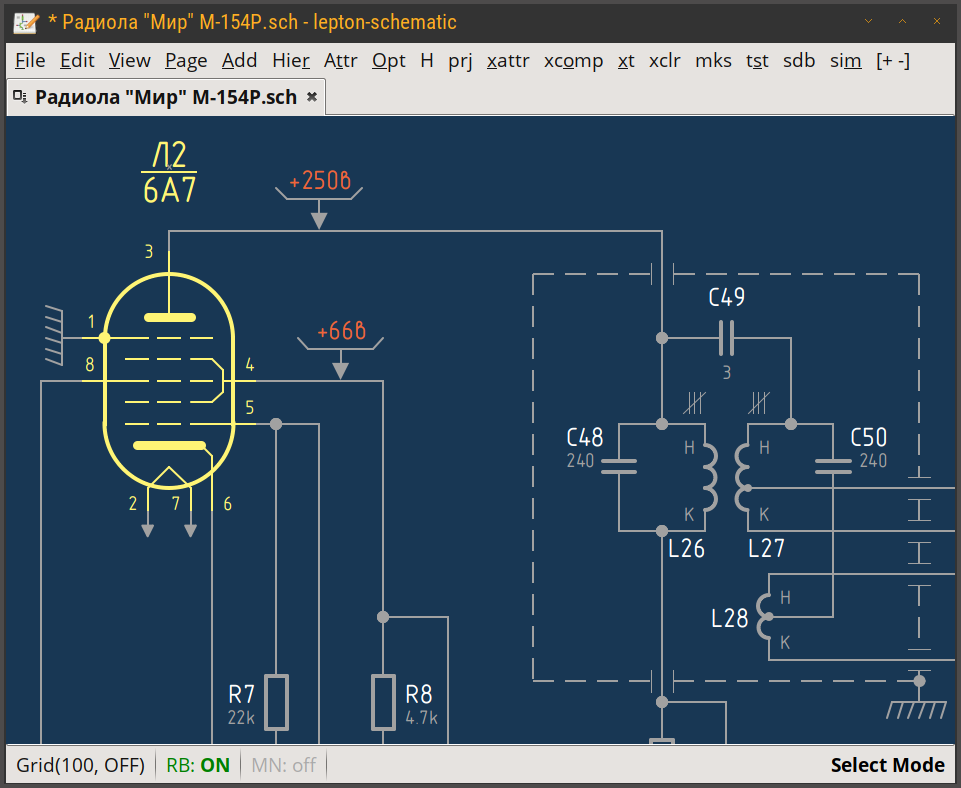 * Радиола "Мир" М-154Р.sch - lepton-schematic
File Edit View Page Add Hier Attr Opt H prj xattr xcomp xt xclr mks tst sdb sim [+ -]
Радиола "Мир" М-154Р.sch
Л2
6А7
+250в
3
C49
1
+66в
8
4
3
5
C48
240
H
H
C50
240
2
7
6
K
K
L26
L27
H
L28
K
R7
22k
R8
4.7k
Grid(100, OFF) RB: ON MN: off Select Mode